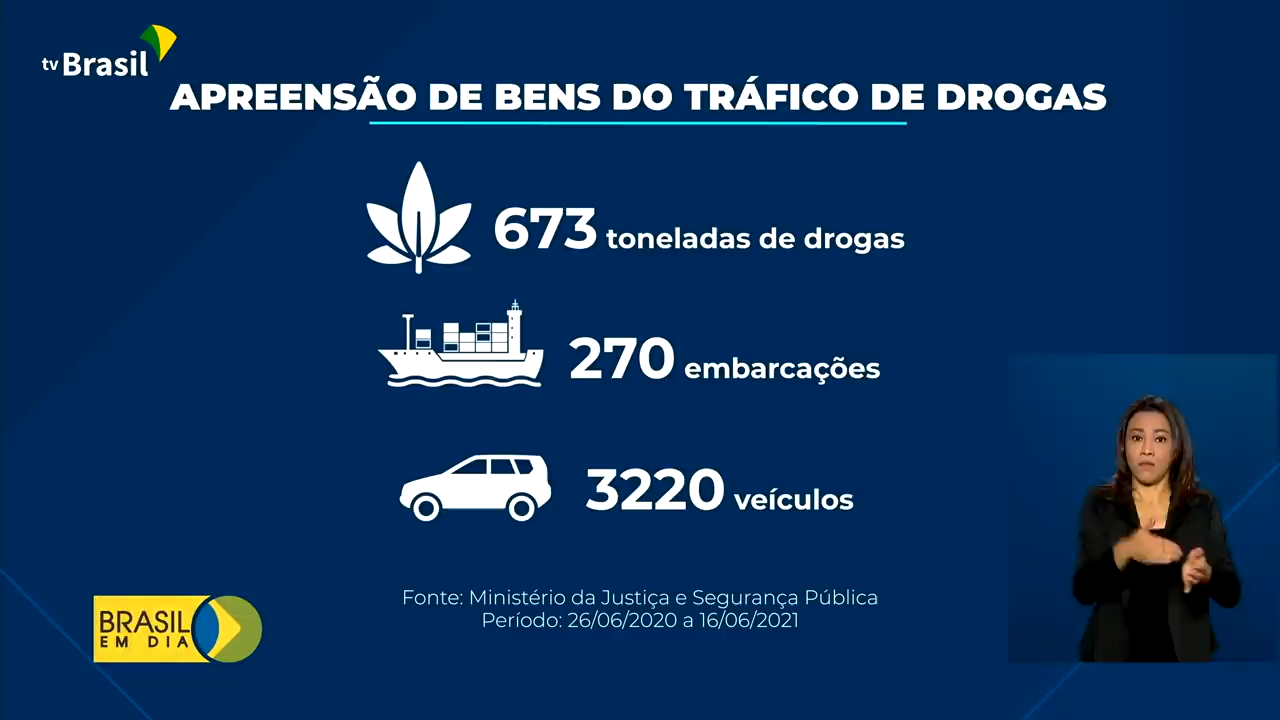 tv Brasil
APREENSÃO DE BENS DO TRÁFICO DE DROGAS
673 toneladas de drogas
270 embarcações
3220 veículos
Fonte: Ministério da Justiça e Segurança Pública
Período: 26/06/2020 a 16/06/2021
BRASIL
EM DIA